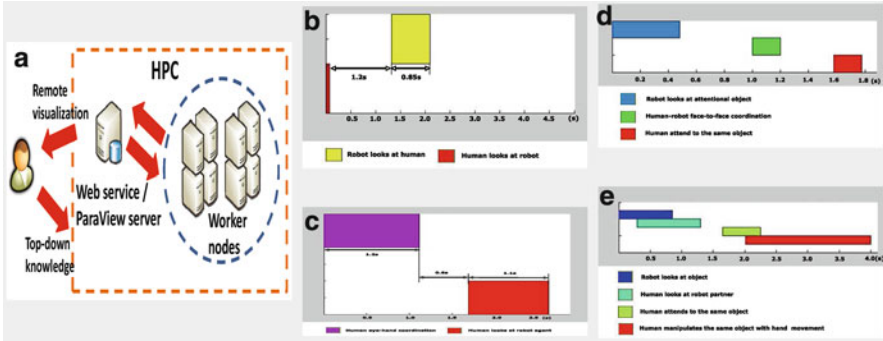 a
HPC
Remote
visualization
Web service /
ParaView server
Worker
nodes
Top-down
knowledge
b
1.2s
0.85s
0.5 1.0 1.5 2.0 2.5 3.0 3.5 4.0 4.5 (s)
Robot looks at human
Human looks at robot
c
Human eye-hand coordination
Human looks at robot agent
d
0.2 0.4 0.6 0.8 1.0 1.2 1.4 1.6 1.8 (s)
Robot looks at attentional object
Human-robot face-to-face coordination
Human attend to the same object
e
0.5 1.0 1.5 2.0 2.5 3.0 3.5 4.0 (s)
Robot looks at object
Human looks at robot partner
Human attends to the same object
Human manipulates the same object with hand movement